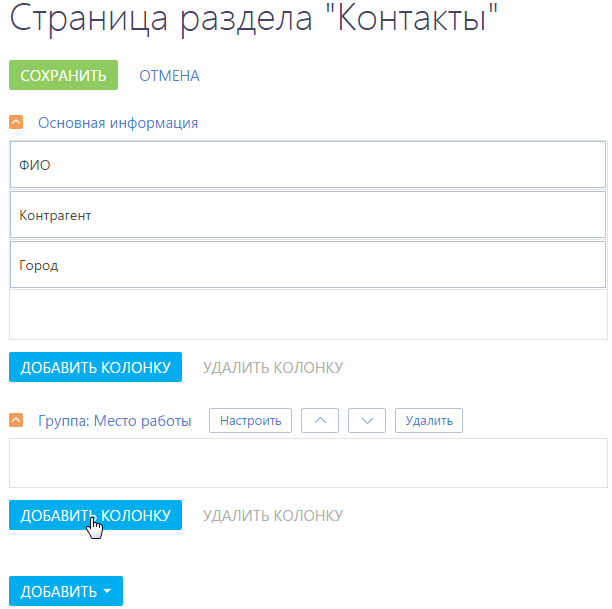 Страница раздела "Контакты"
СОХРАНИТЬ ОТМЕНА
Основная информация
ФИО
Контрагент
Город
ДОБАВИТЬ КОЛОНКУ УДАЛИТЬ КОЛОНКУ
Группа: Место работы Настроить Удалить
ДОБАВИТЬ КОЛОНКУ УДАЛИТЬ КОЛОНКУ
ДОБАВИТЬ